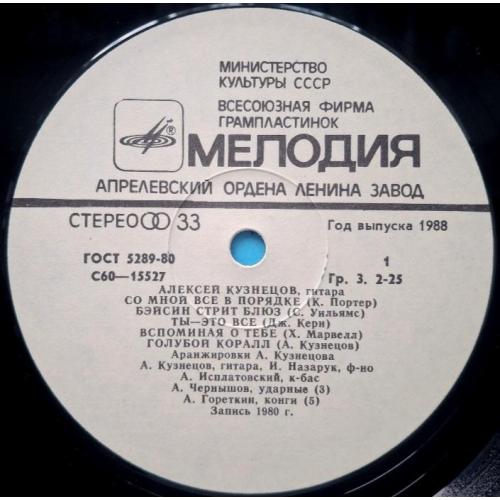 МИНИСТЕРСТВО
КУЛЬТУРЫ СССР
ВСЕСОЮЗНАЯ ФИРМА
ГРАМПЛАСТИНОК
®
МЕЛОДИЯ
АПРЕЛЕВСКИЙ ОРДЕНА ЛЕНИНА ЗАВОД
СТЕРЕО 33
Год выпуска 1988
ГОСТ 5289-80
1
С60—15527
Гр. 3. 2-25
АЛЕКСЕЙ КУЗНЕЦОВ, гитара
СО МНОЙ ВСЕ В ПОРЯДКЕ (К. Портер)
БЭЙСИН СТРИТ БЛЮЗ (С. Уильямс)
ТЫ—ЭТО ВСЕ (Дж. Керн)
ВСПОМИНАЯ О ТЕБЕ (Х. Марвелл)
ГОЛУБОЙ КОРАЛЛ (А. Кузнецов)
Аранжировки А. Кузнецова
А. Кузнецов, гитара, И. Назарук, ф-но
А. Исплатовский, к-бас
А. Чернышов, ударные (3)
А. Гореткин, конги (5)
Запись 1980 г.